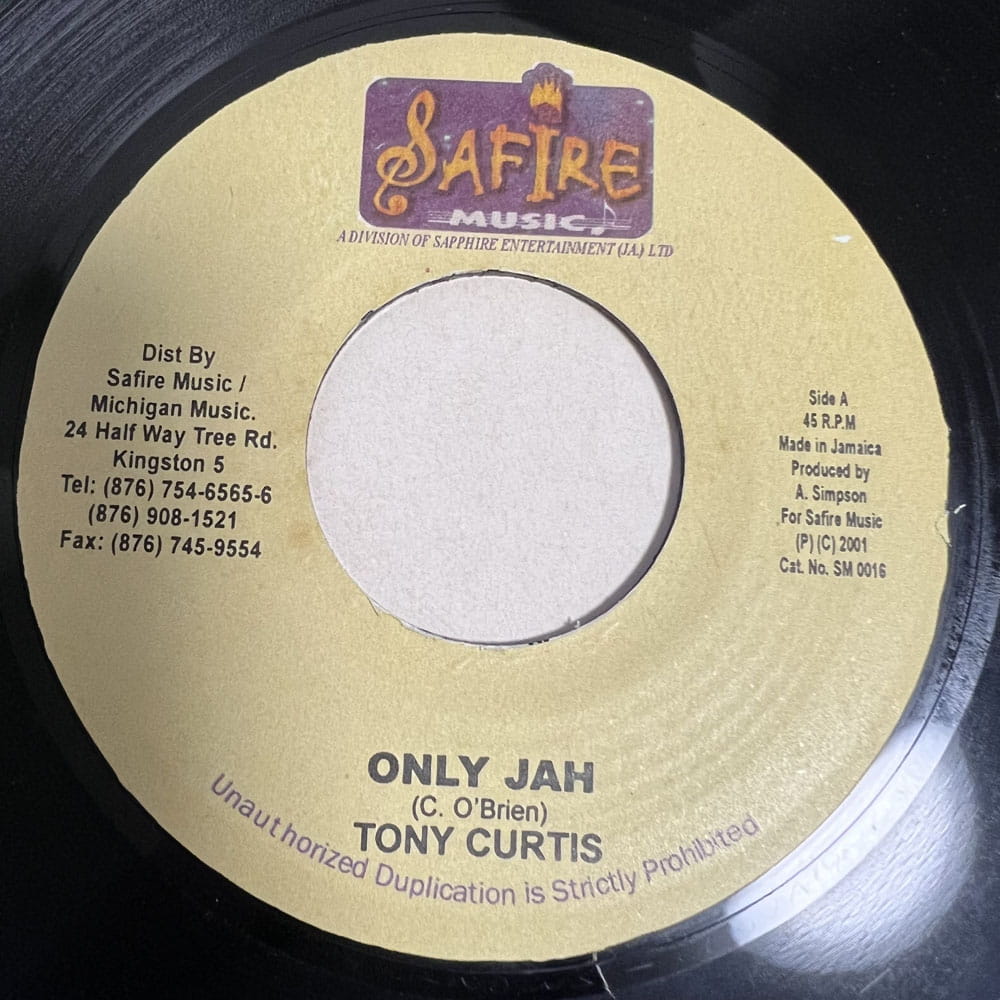 SAFIRE
MUSIC
A DIVISION OF SAPPHIRE ENTERTAINMENT (JA.) LTD
Dist By
Safire Music /
Michigan Music.
24 Half Way Tree Rd.
Kingston 5
Tel: (876) 754-6565-6
(876) 908-1521
Fax: (876) 745-9554
Side A
45 R.P.M
Made in Jamaica
Produced by
A. Simpson
For Safire Music
(P) (C) 2001
Cat. No. SM 0016
ONLY JAH
(C. O'Brien)
TONY CURTIS
Unauthorized Duplication is Strictly Prohibited